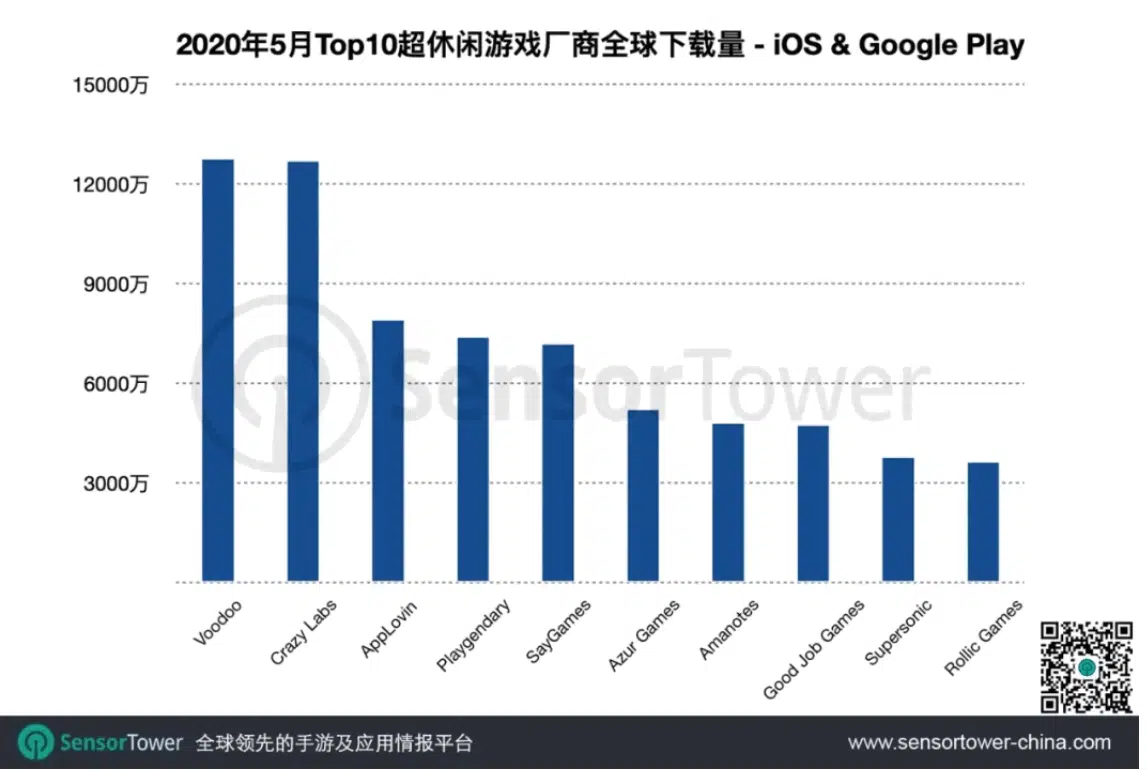 2020年5月Top10超休闲游戏厂商全球下载量 - iOS & Google Play
15000万
12000万
9000万
6000万
3000万
SensorTower
Voodoo
Crazy Labs
AppLovin
Playgendary
SayGames
Azur Games
Amanotes
Good Job Games
Supersonic
Rollic Games
SensorTower 全球领先的手游及应用情报平台
www.sensortower-china.com